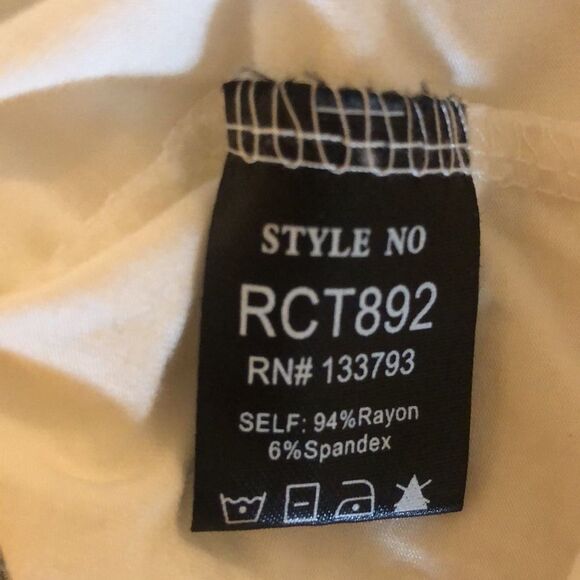 STYLE NO
RCT892
RN# 133793
SELF: 94%Rayon
6%Spandex